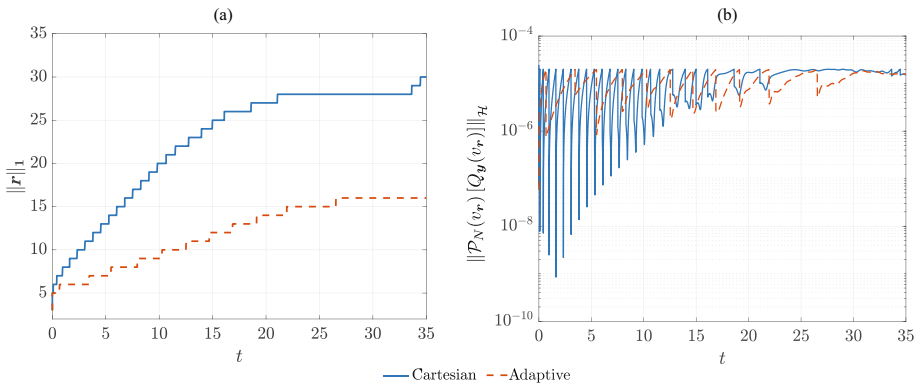 (a)
(b)
||r||₁
35
30
25
20
15
10
5
0 5 10 15 20 25 30 35
t
||𝒫_N(v_r) [Q_y(v_r)]||_ℋ
10⁻⁴
10⁻⁶
10⁻⁸
10⁻¹⁰
0 5 10 15 20 25 30 35
t
Cartesian Adaptive